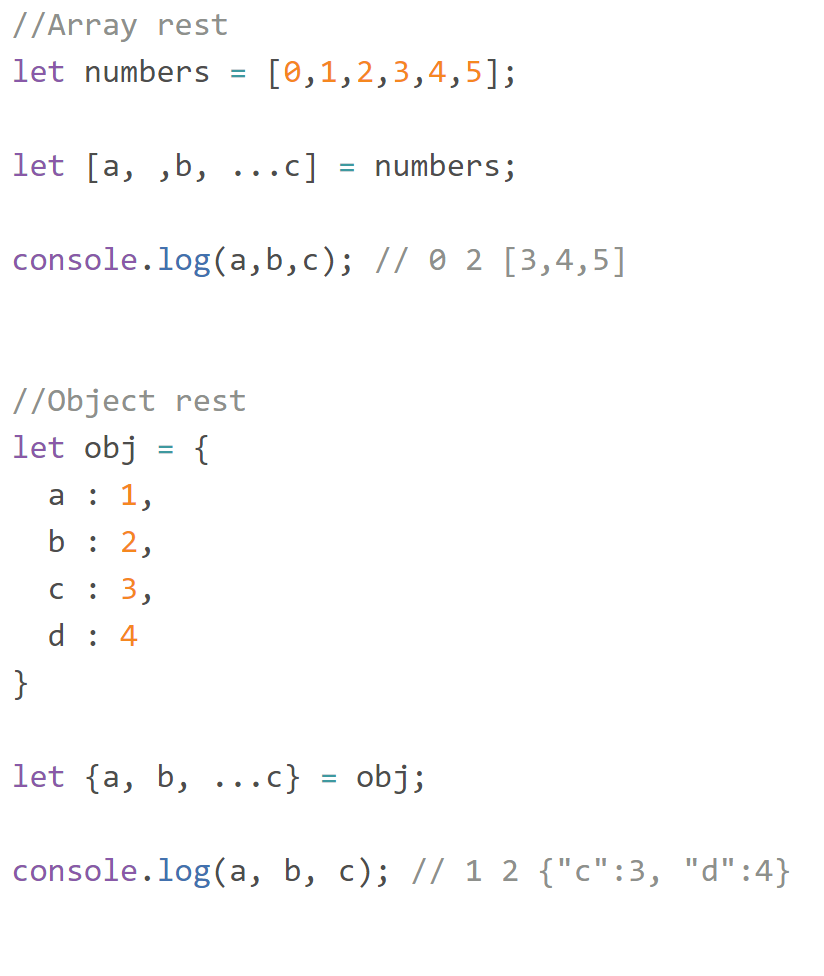 //Array rest
let numbers = [0,1,2,3,4,5];
let [a, ,b, ...c] = numbers;
console.log(a,b,c); // 0 2 [3,4,5]
//Object rest
let obj = {
  a : 1,
  b : 2,
  c : 3,
  d : 4
}
let {a, b, ...c} = obj;
console.log(a, b, c); // 1 2 {"c":3, "d":4}